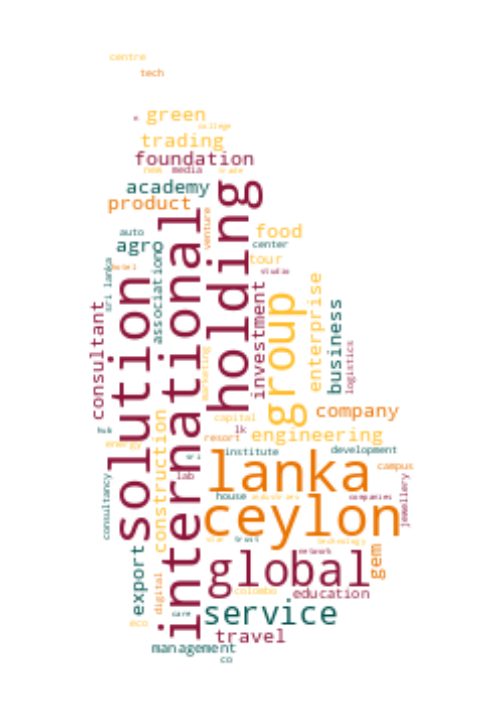 centre
tech
green
college
trading
foundation
news media trade
academy
product
holding
international
venture
auto
food
agro
center
association
tour
hotel
studio
sri lanka
solution
investment
group
enterprise
business
consultant
logistics
marketing
company
capital
construction
hub
lk
resort
engineering
energy
institute
development
sri
lanka
campus
lab
consultancy
house
industries
companies
jewellery
ceylon
star
trust
technology
network
gem
export
global
digital
colombo
education
care
service
eco
travel
management
co